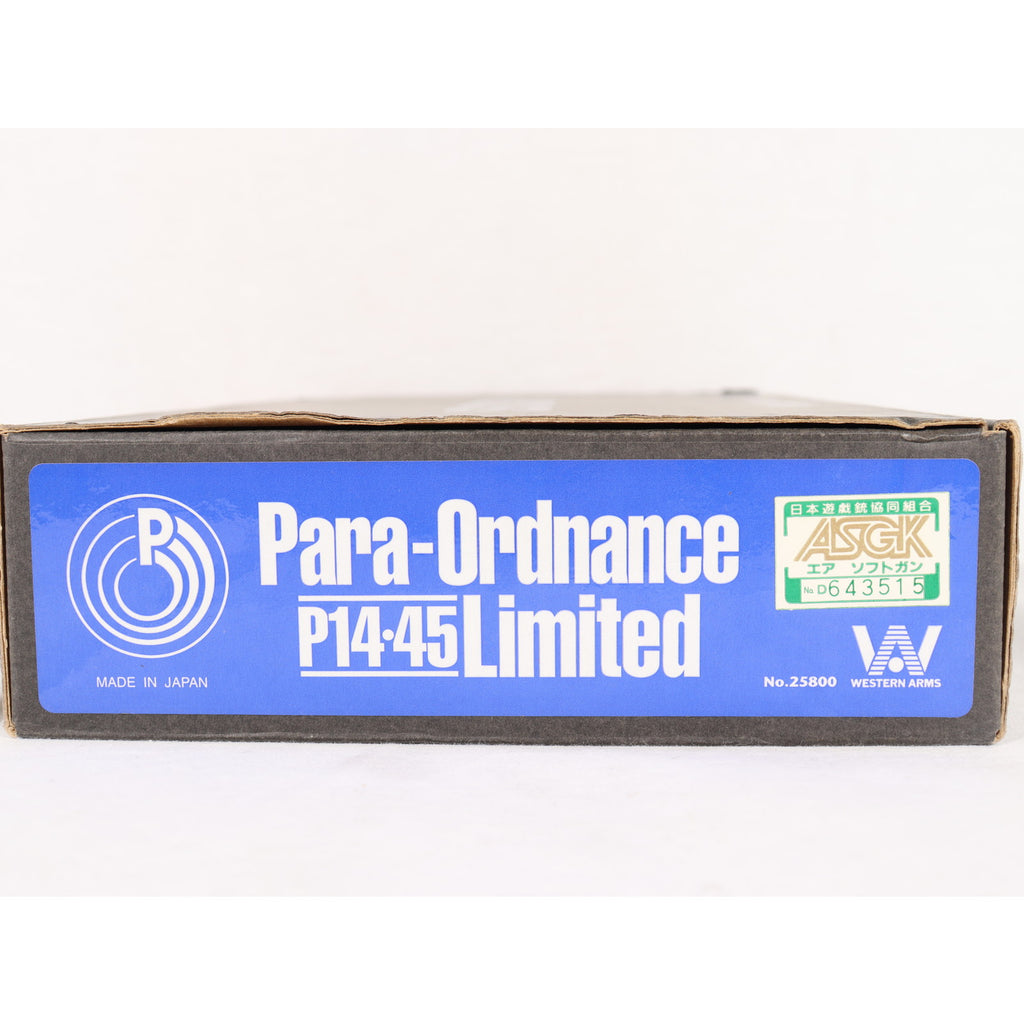 P
MADE IN JAPAN
Para-Ordnance
P14·45 Limited
日本遊戯銃協同組合
ASGK
エア ソフトガン
No. D643515
No.25800
WA
WESTERN ARMS